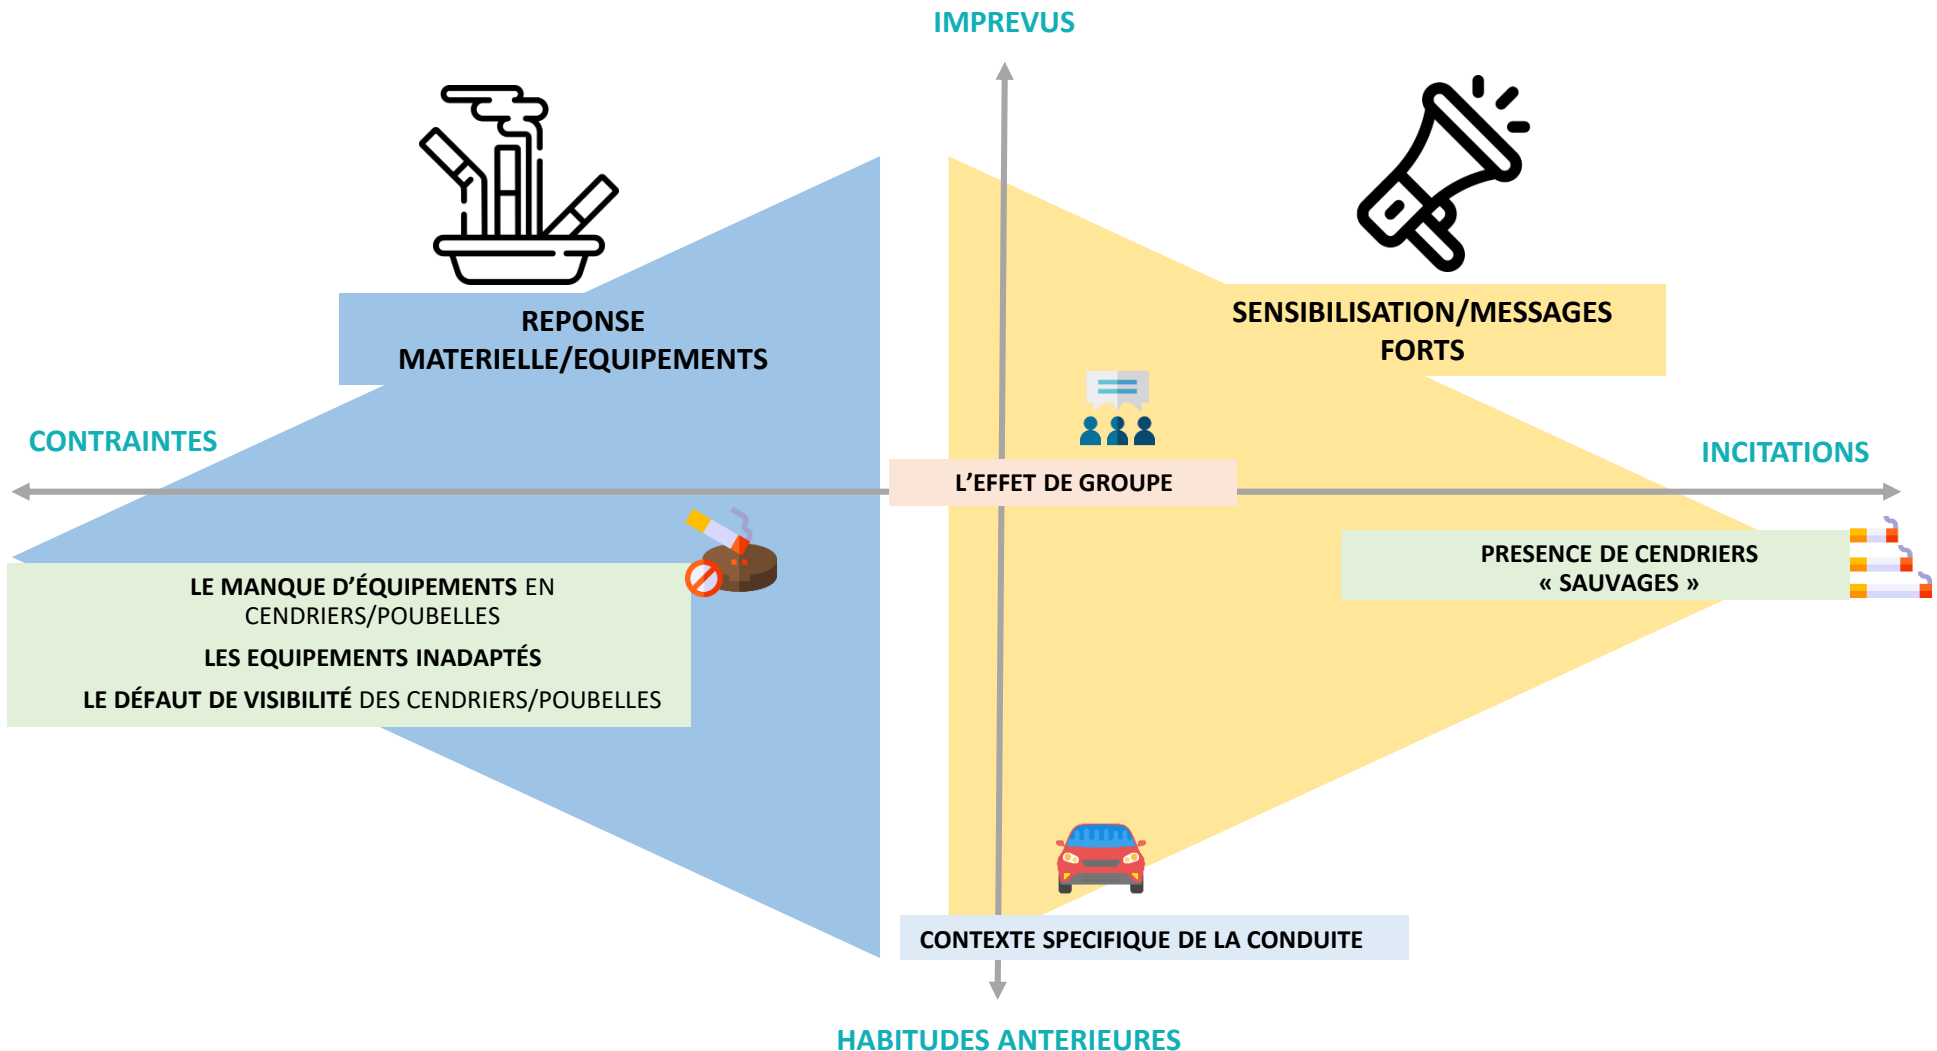 IMPREVUS
REPONSE
MATERIELLE/EQUIPEMENTS
SENSIBILISATION/MESSAGES
FORTS
CONTRAINTES
INCITATIONS
L’EFFET DE GROUPE
PRESENCE DE CENDRIERS
« SAUVAGES »
LE MANQUE D’ÉQUIPEMENTS EN
CENDRIERS/POUBELLES
LES EQUIPEMENTS INADAPTÉS
LE DÉFAUT DE VISIBILITÉ DES CENDRIERS/POUBELLES
CONTEXTE SPECIFIQUE DE LA CONDUITE
HABITUDES ANTERIEURES